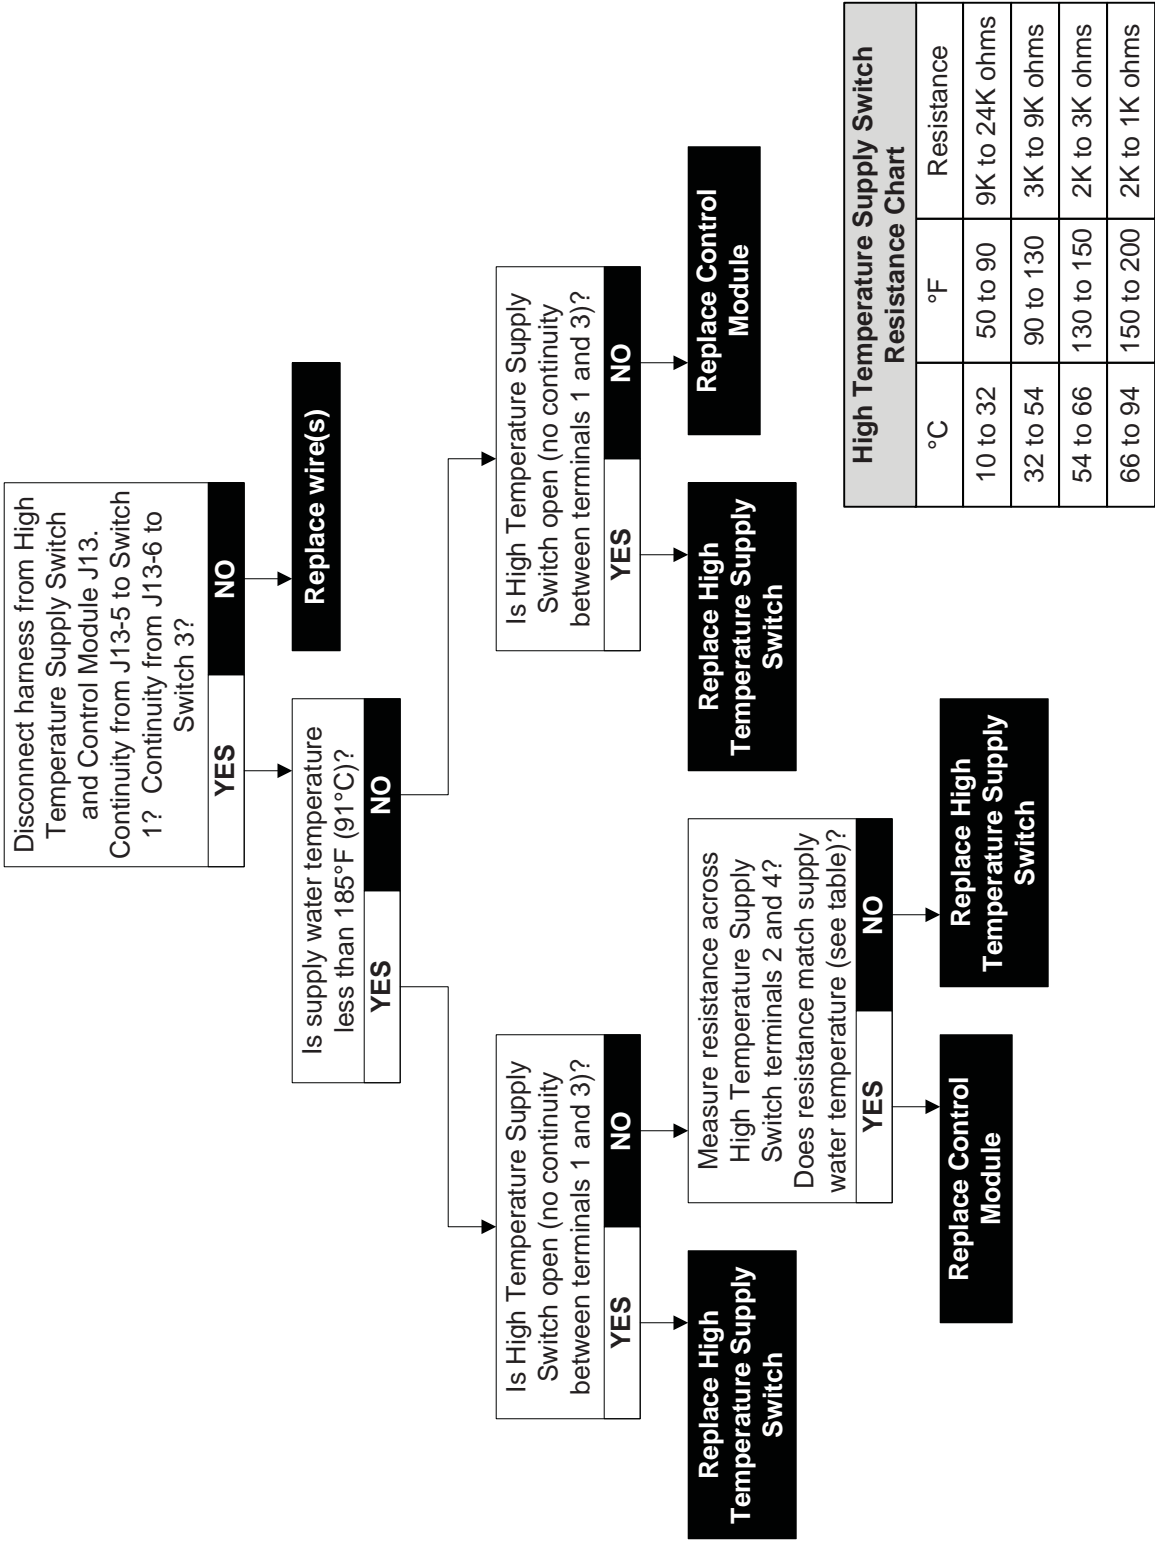 Disconnect harness from High
Temperature Supply Switch
and Control Module J13.
Continuity from J13-5 to Switch
1? Continuity from J13-6 to
Switch 3?
YES
NO
Replace wire(s)
Is supply water temperature
less than 185°F (91°C)?
YES
NO
Is High Temperature Supply
Switch open (no continuity
between terminals 1 and 3)?
YES
NO
Is High Temperature Supply
Switch open (no continuity
between terminals 1 and 3)?
YES
NO
Replace High
Temperature Supply
Switch
Measure resistance across
High Temperature Supply
Switch terminals 2 and 4?
Does resistance match supply
water temperature (see table)?
YES
NO
Replace High
Temperature Supply
Switch
Replace Control
Module
Replace Control
Module
Replace High
Temperature Supply
Switch
High Temperature Supply Switch
Resistance Chart
°C °F Resistance
10 to 32 50 to 90 9K to 24K ohms
32 to 54 90 to 130 3K to 9K ohms
54 to 66 130 to 150 2K to 3K ohms
66 to 94 150 to 200 2K to 1K ohms